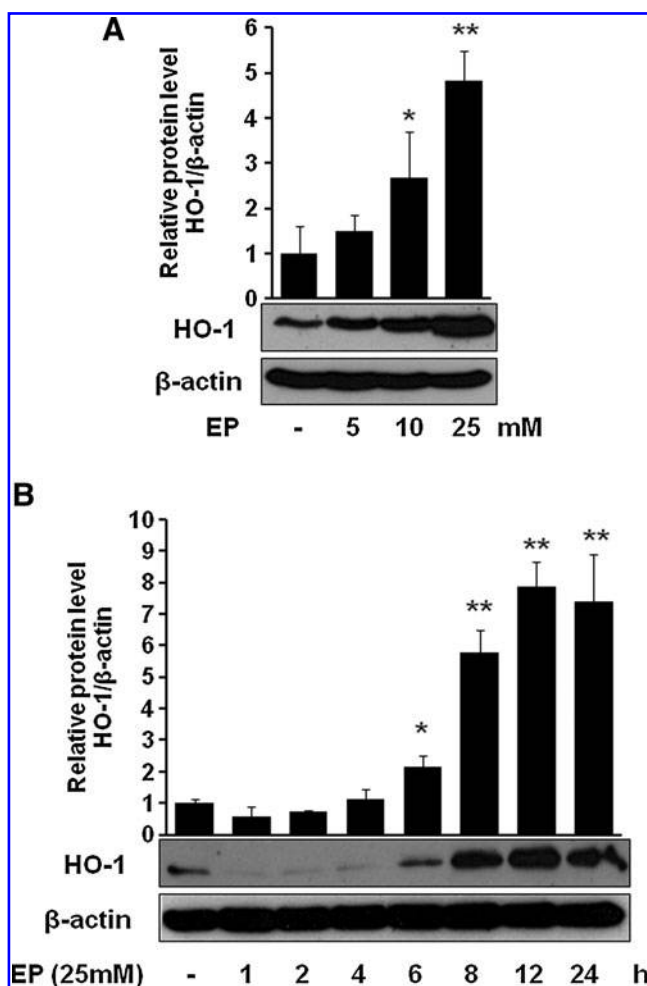 A
Relative protein level
HO-1/β-actin
6
5
4
3
2
1
0
* **
HO-1
β-actin
EP - 5 10 25 mM
B
Relative protein level
HO-1/β-actin
10
9
8
7
6
5
4
3
2
1
0
* ** ** **
HO-1
β-actin
EP (25mM) - 1 2 4 6 8 12 24 h